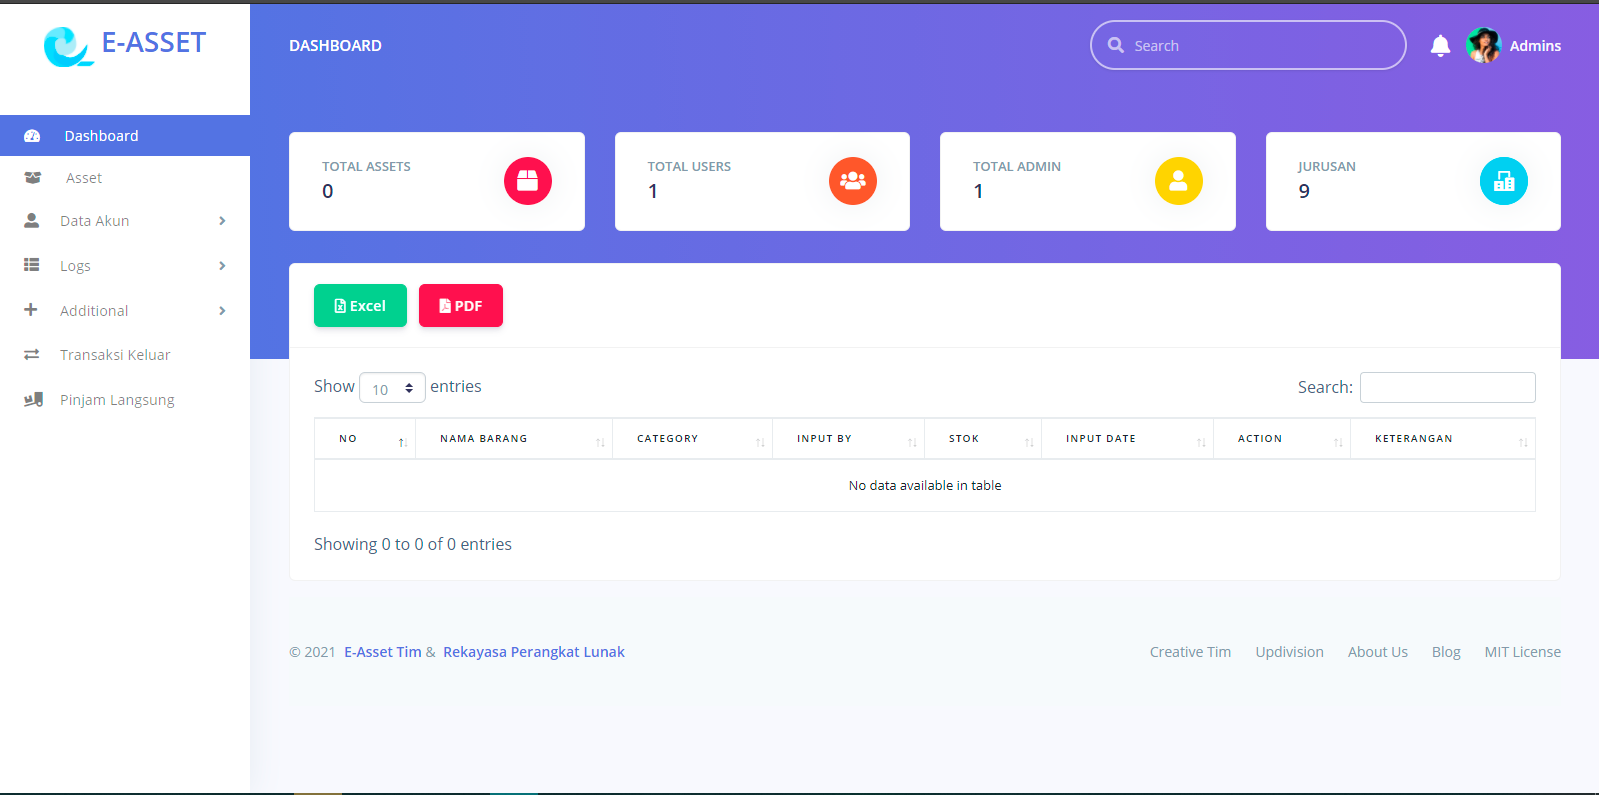 E-ASSET
DASHBOARD
Search
Admins
Dashboard
Asset
Data Akun
Logs
Additional
Transaksi Keluar
Pinjam Langsung
TOTAL ASSETS
0
TOTAL USERS
1
TOTAL ADMIN
1
JURUSAN
9
Excel
PDF
Show 10 entries
Search:
NO NAMA BARANG CATEGORY INPUT BY STOK INPUT DATE ACTION KETERANGAN
No data available in table
Showing 0 to 0 of 0 entries
© 2021 E-Asset Tim & Rekayasa Perangkat Lunak
Creative Tim Updivision About Us Blog MIT License